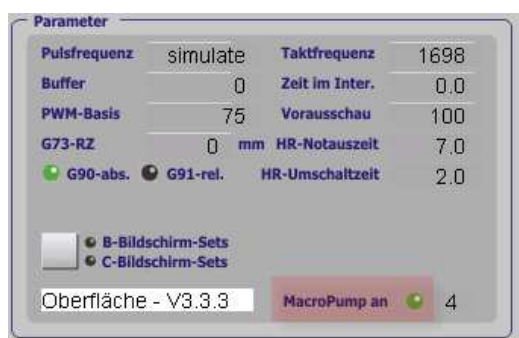 Parameter
Pulsfrequenz simulate Taktfrequenz 1698
Buffer 0 Zeit im Inter. 0.0
PWM-Basis 75 Vorausschau 100
G73-RZ 0 mm HR-Notauszeit 7.0
G90-abs. G91-rel. HR-Umschaltzeit 2.0
B-Bildschirm-Sets
C-Bildschirm-Sets
Oberfläche - V3.3.3 MacroPump an 4